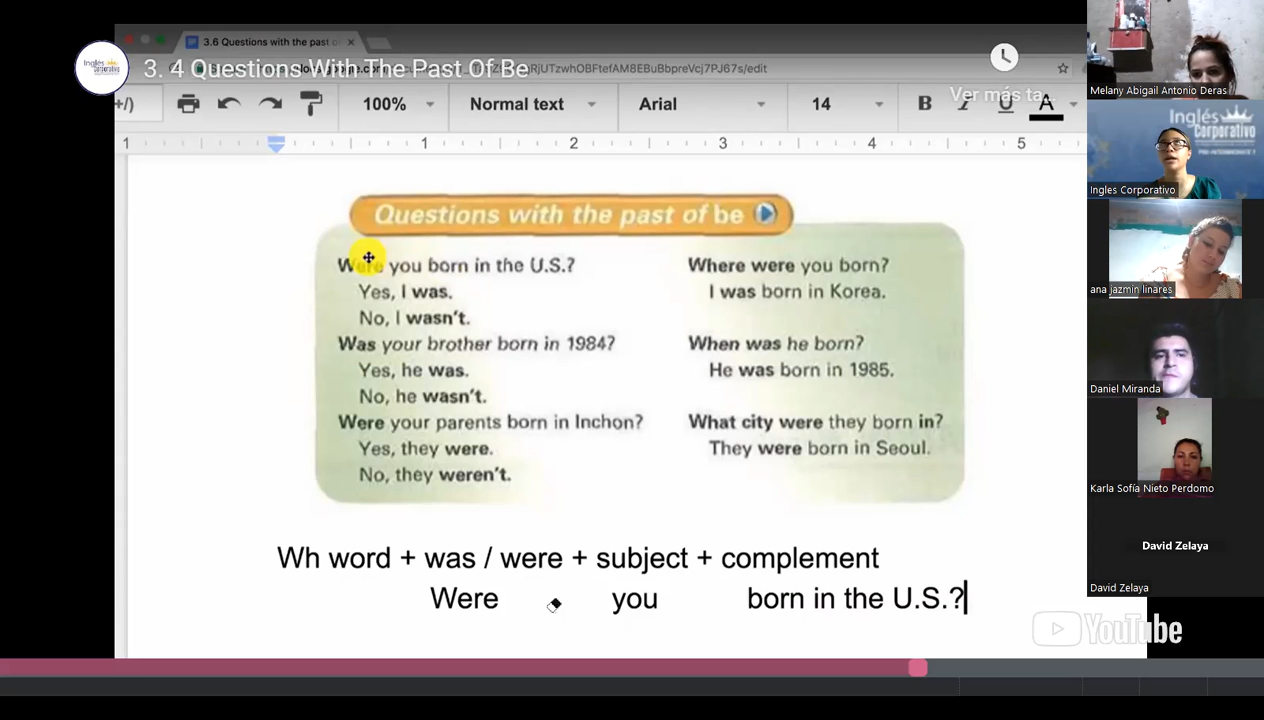 3.6 Questions with the past o
3. 4 Questions With The Past Of Be
RjUTzwhOBFtefAM8EBuBbpreVcj7PJ67s/edit
Ver más ta...
+/)
100%
Normal text
Arial
14
B
I
U
A
1
1
2
3
4
5
Questions with the past of be
Were you born in the U.S.?
Yes, I was.
No, I wasn't.
Was your brother born in 1984?
Yes, he was.
No, he wasn't.
Were your parents born in Inchon?
Yes, they were.
No, they weren't.
Where were you born?
I was born in Korea.
When was he born?
He was born in 1985.
What city were they born in?
They were born in Seoul.
Wh word + was / were + subject + complement
Were you born in the U.S.?
YouTube
Melany Abigail Antonio Deras
Inglés
Corporativo
Ingles Corporativo
ana jazmin linares
Daniel Miranda
Karla Sofía Nieto Perdomo
David Zelaya
David Zelaya